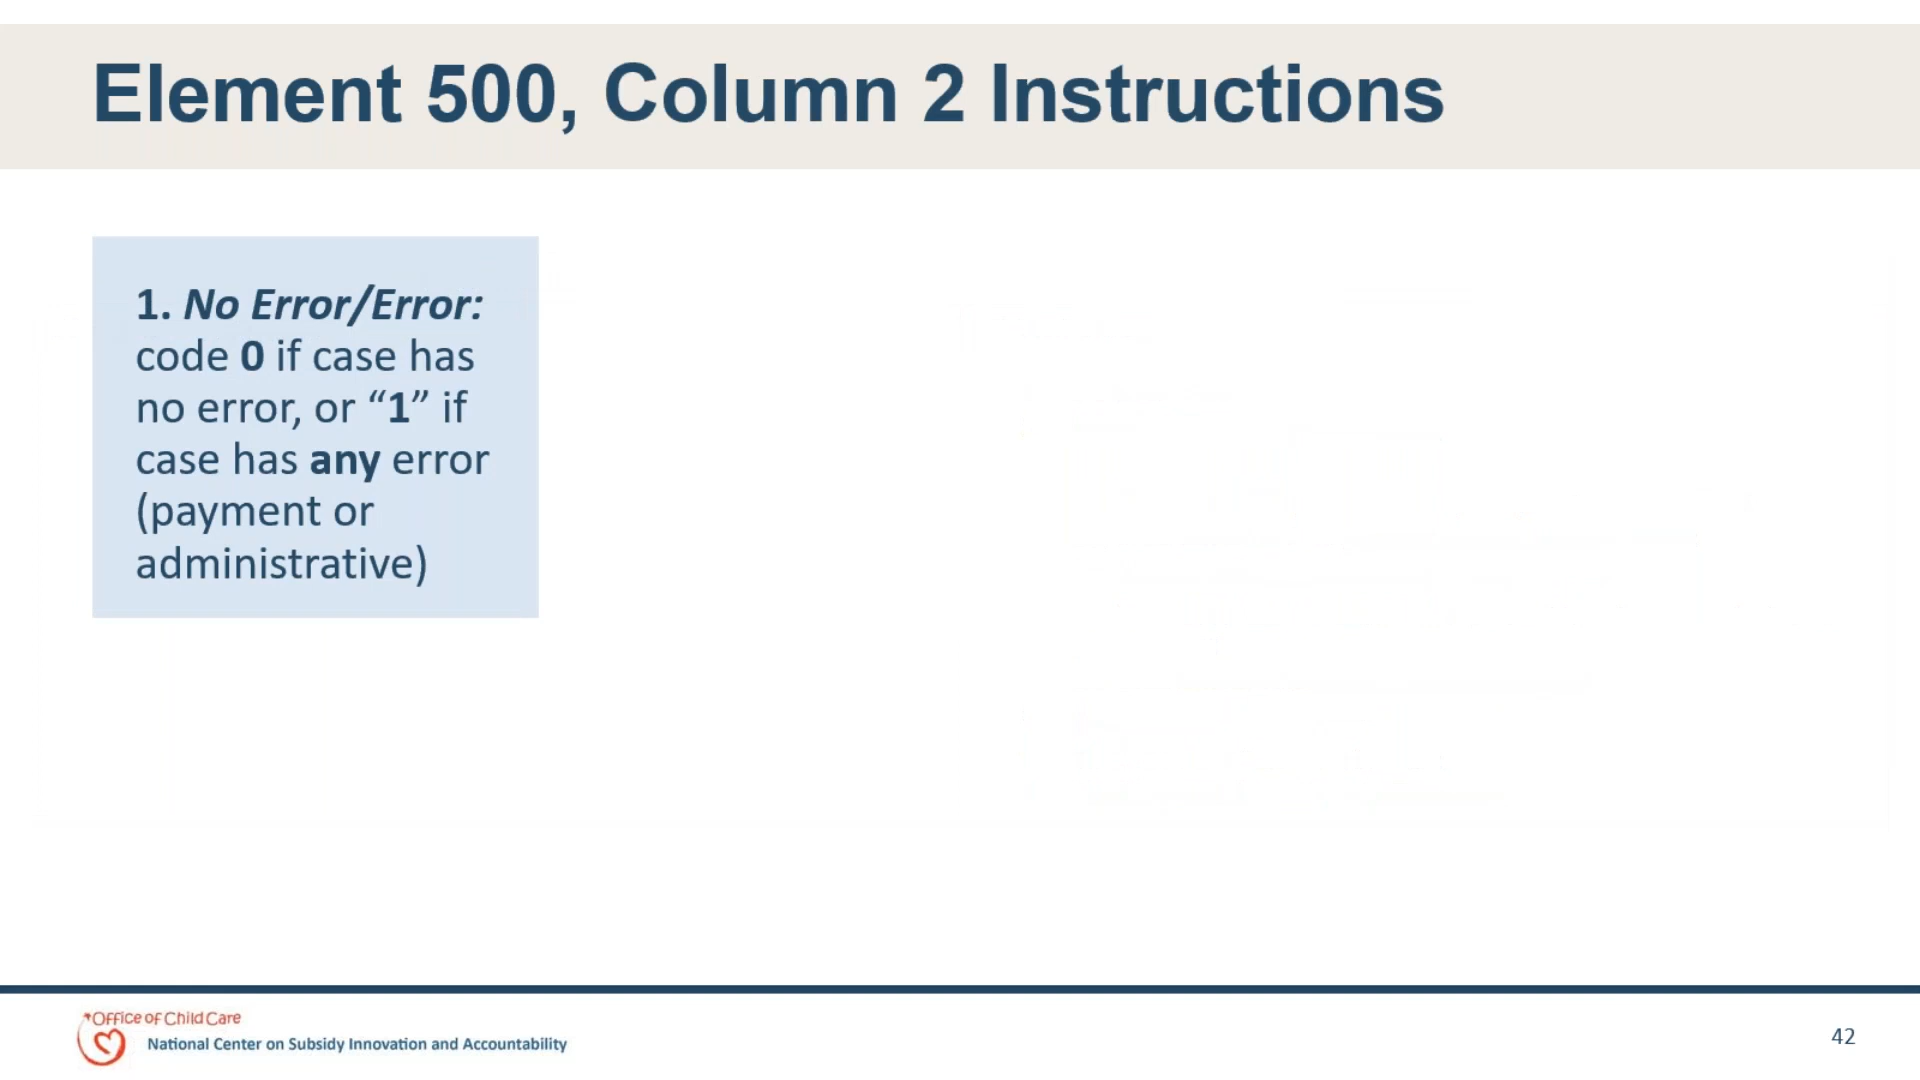 Element 500, Column 2 Instructions
1. No Error/Error:
code 0 if case has
no error, or “1” if
case has any error
(payment or
administrative)
Office of Child Care
National Center on Subsidy Innovation and Accountability
42